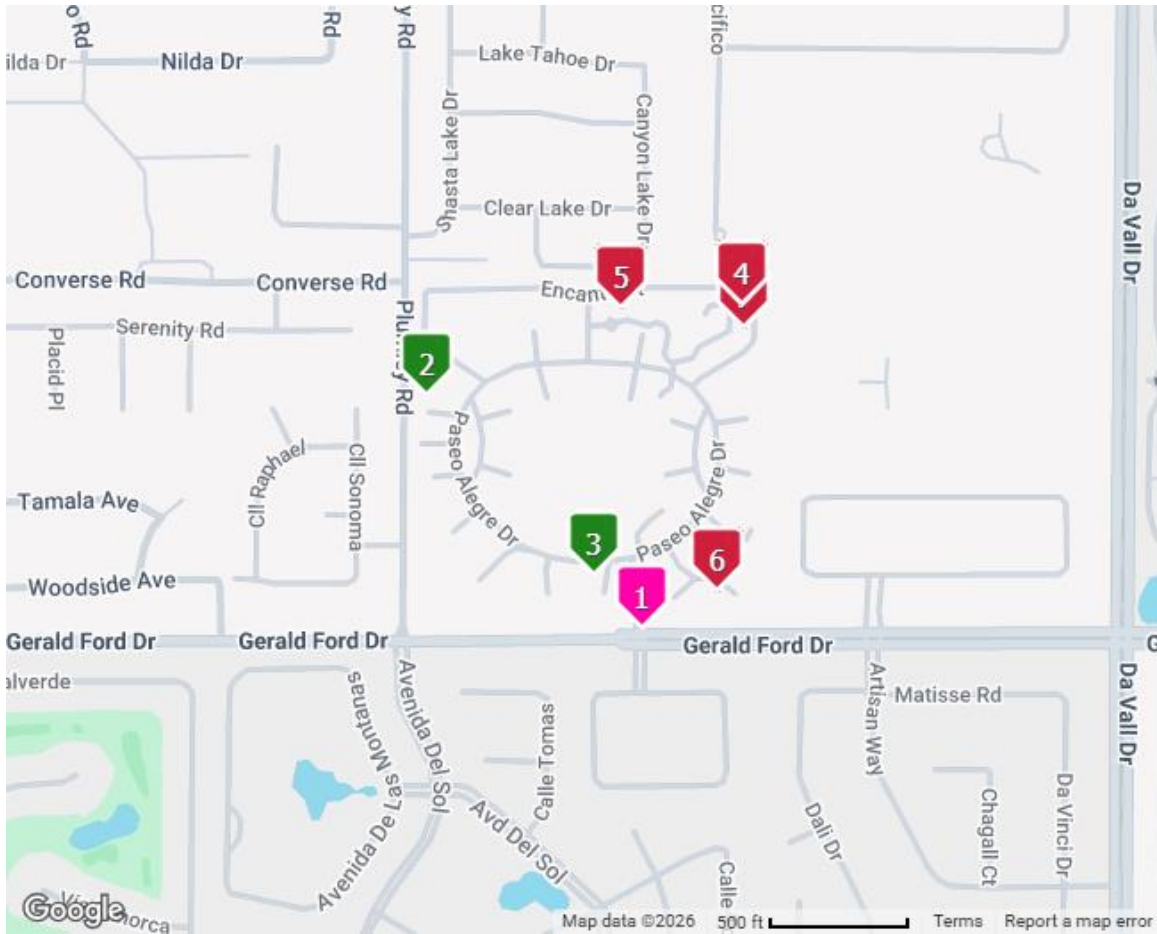 o Rd
Rd
y Rd
cifico
ilda Dr
Nilda Dr
Lake Tahoe Dr
Shasta Lake Dr
Canyon Lake Dr
Clear Lake Dr
Da Vall Dr
Converse Rd
Converse Rd
5
4
Encan
Serenity Rd
Placid Pl
2
Paseo Alegre Dr
Paseo Alegre Dr
Cll Raphael
Cll Sonoma
Tamala Ave
3
6
1
Woodside Ave
Gerald Ford Dr
Gerald Ford Dr
Gerald Ford Dr
G
alverde
Avenida De Las Montanas
Avenida Del Sol
Calle Tomas
Avd Del Sol
Matisse Rd
Artisan Way
Da Vall Dr
Dali Dr
Chagall Ct
Da Vinci Dr
Calle
Google
Map data ©2026
500 ft
Terms
Report a map error